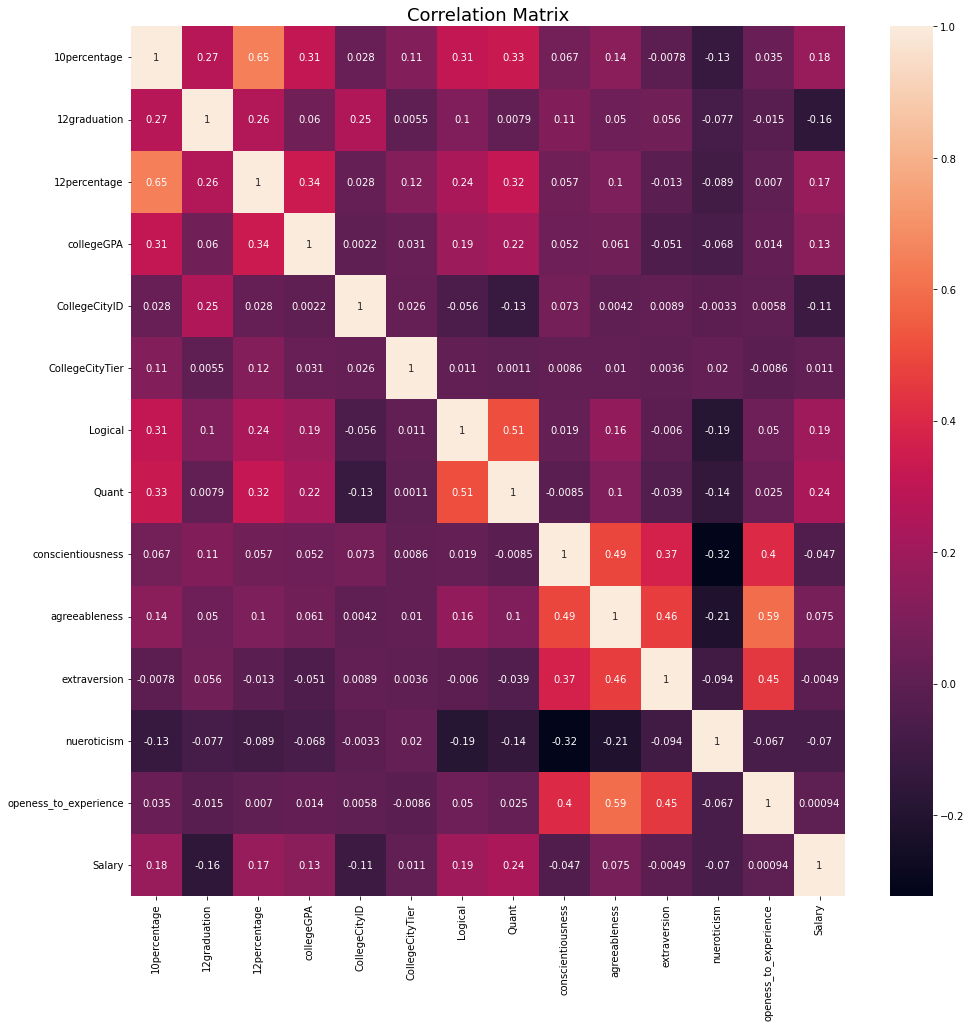 Correlation Matrix
10percentage 1 0.27 0.65 0.31 0.028 0.11 0.31 0.33 0.067 0.14 -0.0078 -0.13 0.035 0.18
12graduation 0.27 1 0.26 0.06 0.25 0.0055 0.1 0.0079 0.11 0.05 0.056 -0.077 -0.015 -0.16
12percentage 0.65 0.26 1 0.34 0.028 0.12 0.24 0.32 0.057 0.1 -0.013 -0.089 0.007 0.17
collegeGPA 0.31 0.06 0.34 1 0.0022 0.031 0.19 0.22 0.052 0.061 -0.051 -0.068 0.014 0.13
CollegeCityID 0.028 0.25 0.028 0.0022 1 0.026 -0.056 -0.13 0.073 0.0042 0.0089 -0.0033 0.0058 -0.11
CollegeCityTier 0.11 0.0055 0.12 0.031 0.026 1 0.011 0.0011 0.0086 0.01 0.0036 0.02 -0.0086 0.011
Logical 0.31 0.1 0.24 0.19 -0.056 0.011 1 0.51 0.019 0.16 -0.006 -0.19 0.05 0.19
Quant 0.33 0.0079 0.32 0.22 -0.13 0.0011 0.51 1 -0.0085 0.1 -0.039 -0.14 0.025 0.24
conscientiousness 0.067 0.11 0.057 0.052 0.073 0.0086 0.019 -0.0085 1 0.49 0.37 -0.32 0.4 -0.047
agreeableness 0.14 0.05 0.1 0.061 0.0042 0.01 0.16 0.1 0.49 1 0.46 -0.21 0.59 0.075
extraversion -0.0078 0.056 -0.013 -0.051 0.0089 0.0036 -0.006 -0.039 0.37 0.46 1 -0.094 0.45 -0.0049
nueroticism -0.13 -0.077 -0.089 -0.068 -0.0033 0.02 -0.19 -0.14 -0.32 -0.21 -0.094 1 -0.067 -0.07
openess_to_experience 0.035 -0.015 0.007 0.014 0.0058 -0.0086 0.05 0.025 0.4 0.59 0.45 -0.067 1 0.00094
Salary 0.18 -0.16 0.17 0.13 -0.11 0.011 0.19 0.24 -0.047 0.075 -0.0049 -0.07 0.00094 1
10percentage
12graduation
12percentage
collegeGPA
CollegeCityID
CollegeCityTier
Logical
Quant
conscientiousness
agreeableness
extraversion
nueroticism
openess_to_experience
Salary
1.0
0.8
0.6
0.4
0.2
0.0
−0.2